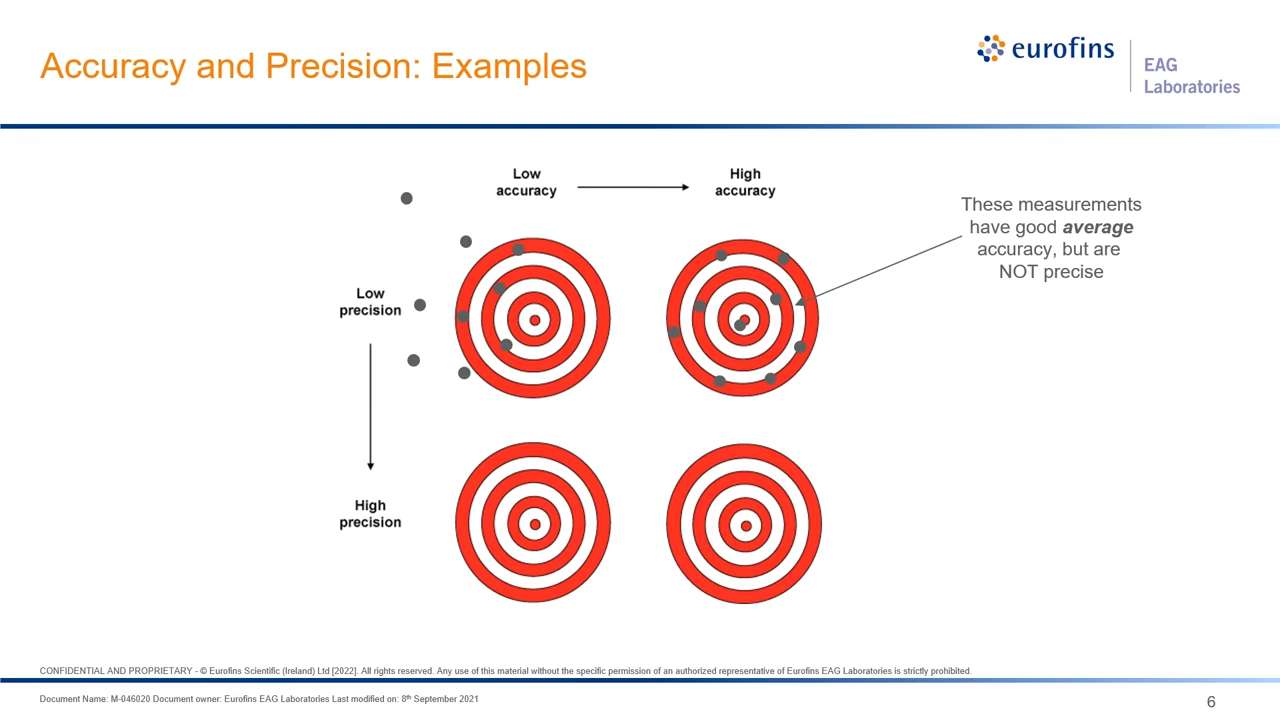 Accuracy and Precision: Examples
eurofins
EAG
Laboratories
Low
accuracy
High
accuracy
These measurements
have good average
accuracy, but are
NOT precise
Low
precision
High
precision
CONFIDENTIAL AND PROPRIETARY - © Eurofins Scientific (Ireland) Ltd [2022]. All rights reserved. Any use of this material without the specific permission of an authorized representative of Eurofins EAG Laboratories is strictly prohibited.
Document Name: M-046020 Document owner: Eurofins EAG Laboratories Last modified on: 8th September 2021
6